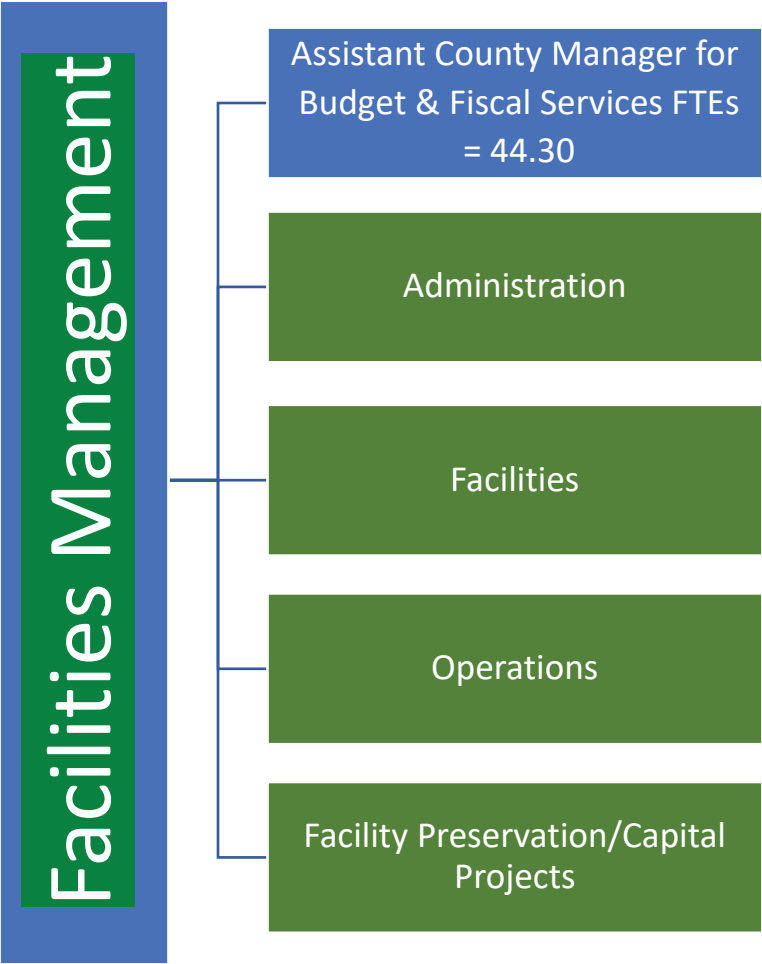 Facilities Management
Assistant County Manager for
Budget & Fiscal Services FTEs
= 44.30
Administration
Facilities
Operations
Facility Preservation/Capital
Projects